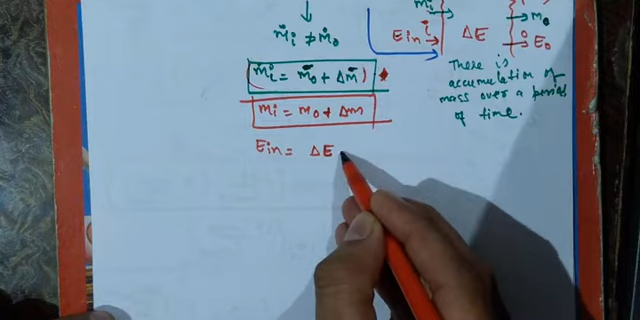 ṁi ≠ ṁo
ṁi = ṁo + Δṁ
mi = mo + Δm
Ein = ΔE
ṁi
Ein
ΔE
mo
Eo
There is
accumulation of
mass over a period
of time.